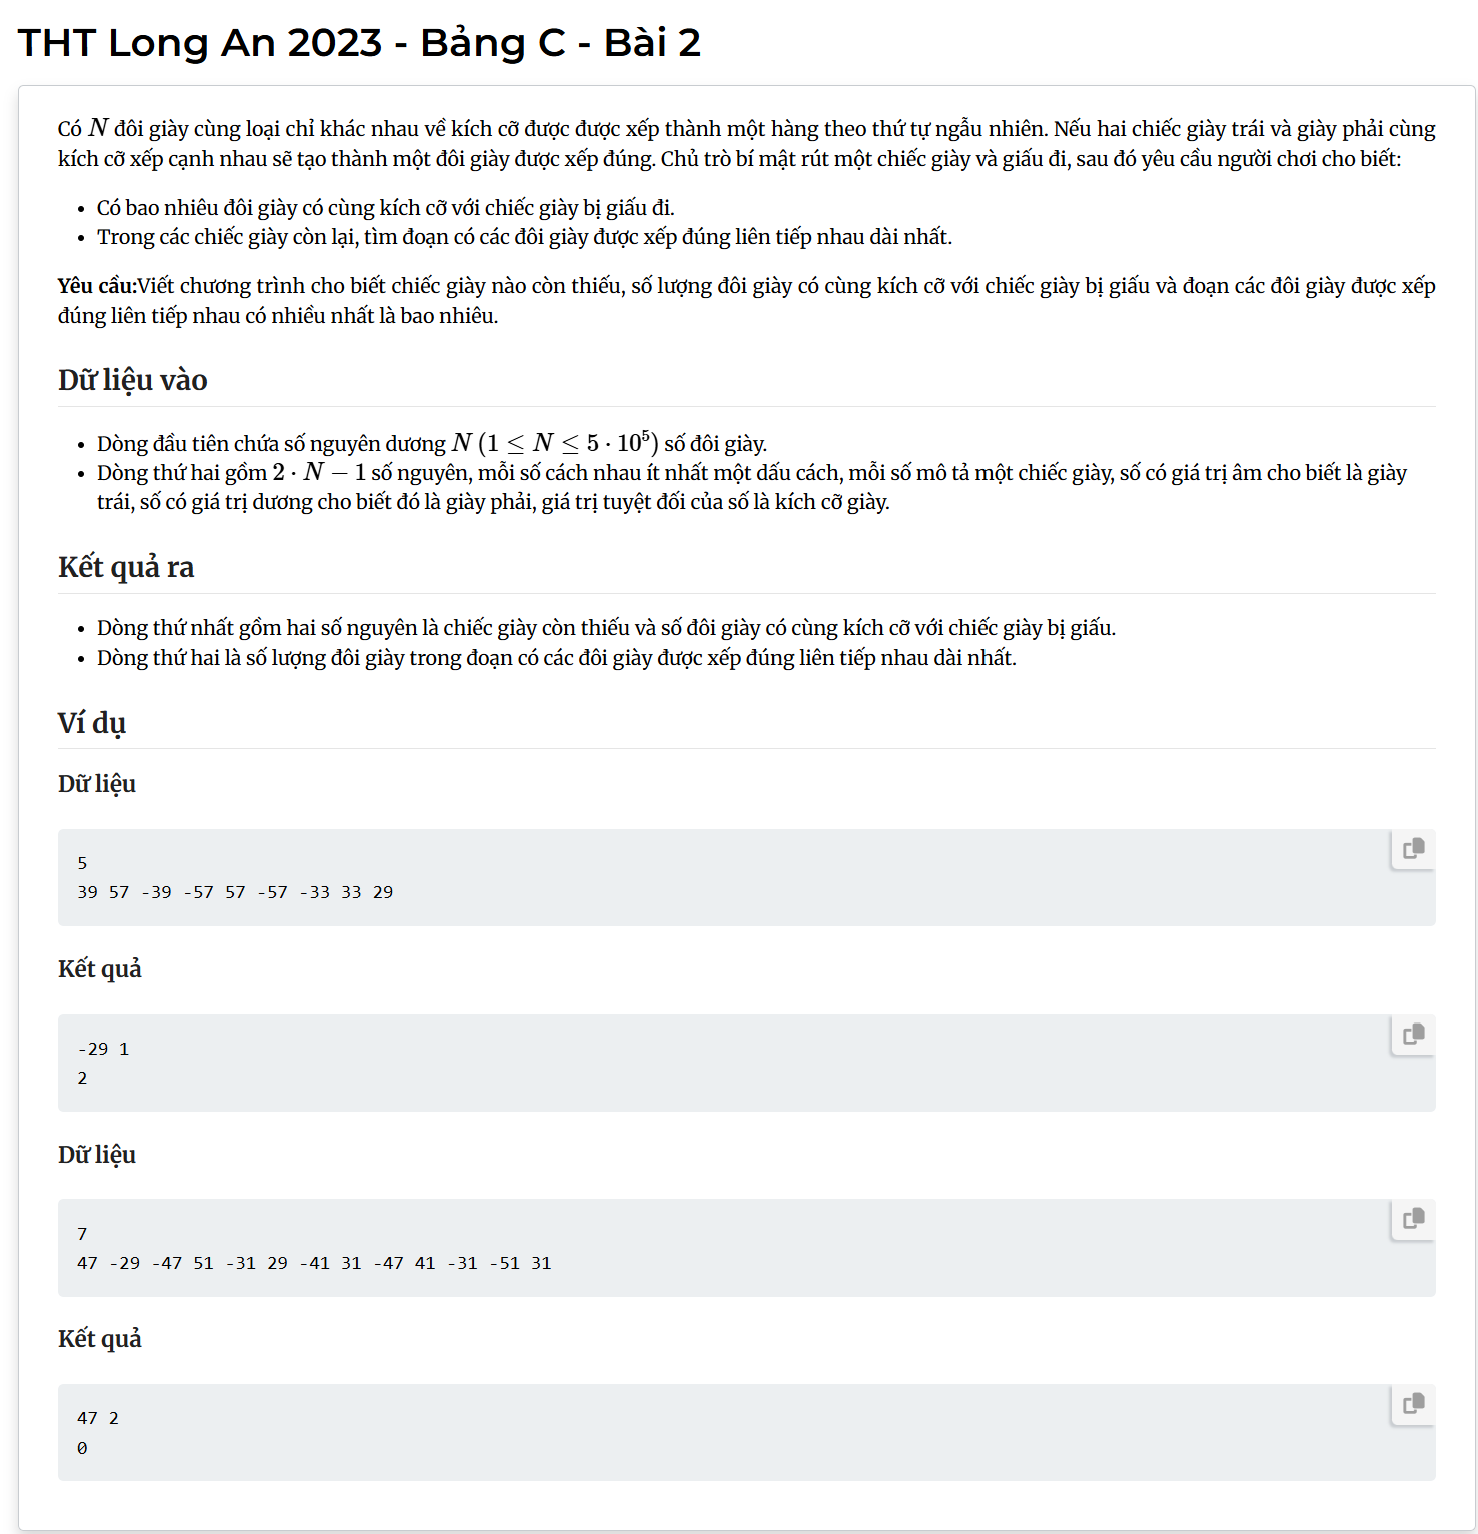 THT Long An 2023 - Bảng C - Bài 2
Có N đôi giày cùng loại chỉ khác nhau về kích cỡ được được xếp thành một hàng theo thứ tự ngẫu nhiên. Nếu hai chiếc giày trái và giày phải cùng
kích cỡ xếp cạnh nhau sẽ tạo thành một đôi giày được xếp đúng. Chủ trò bí mật rút một chiếc giày và giấu đi, sau đó yêu cầu người chơi cho biết:
• Có bao nhiêu đôi giày có cùng kích cỡ với chiếc giày bị giấu đi.
• Trong các chiếc giày còn lại, tìm đoạn có các đôi giày được xếp đúng liên tiếp nhau dài nhất.
Yêu cầu:Viết chương trình cho biết chiếc giày nào còn thiếu, số lượng đôi giày có cùng kích cỡ với chiếc giày bị giấu và đoạn các đôi giày được xếp
đúng liên tiếp nhau có nhiều nhất là bao nhiêu.
Dữ liệu vào
• Dòng đầu tiên chứa số nguyên dương N (1 ≤ N ≤ 5 · 10⁵) số đôi giày.
• Dòng thứ hai gồm 2 · N − 1 số nguyên, mỗi số cách nhau ít nhất một dấu cách, mỗi số mô tả một chiếc giày, số có giá trị âm cho biết là giày
trái, số có giá trị dương cho biết đó là giày phải, giá trị tuyệt đối của số là kích cỡ giày.
Kết quả ra
• Dòng thứ nhất gồm hai số nguyên là chiếc giày còn thiếu và số đôi giày có cùng kích cỡ với chiếc giày bị giấu.
• Dòng thứ hai là số lượng đôi giày trong đoạn có các đôi giày được xếp đúng liên tiếp nhau dài nhất.
Ví dụ
Dữ liệu
5
39 57 -39 -57 57 -57 -33 33 29
Kết quả
-29 1
2
Dữ liệu
7
47 -29 -47 51 -31 29 -41 31 -47 41 -31 -51 31
Kết quả
47 2
0